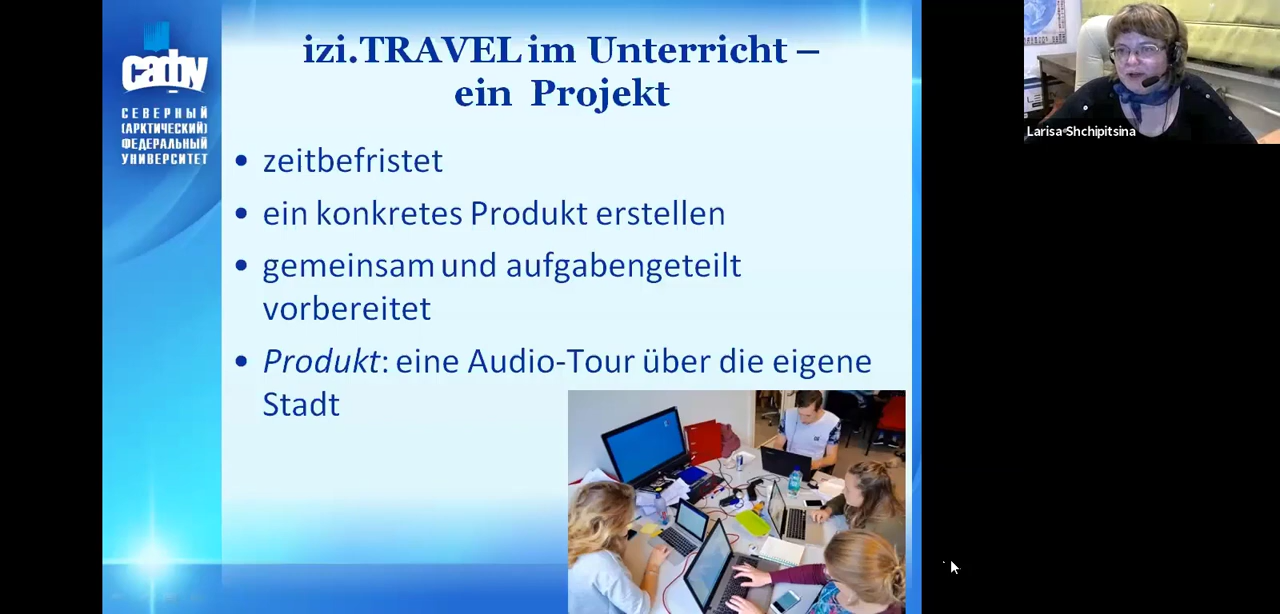 izi.TRAVEL im Unterricht –
ein Projekt
сафу
СЕВЕРНЫЙ
(АРКТИЧЕСКИЙ)
ФЕДЕРАЛЬНЫЙ
УНИВЕРСИТЕТ
• zeitbefristet
• ein konkretes Produkt erstellen
• gemeinsam und aufgabengeteilt
vorbereitet
• Produkt: eine Audio-Tour über die eigene
Stadt
Larisa Shchipitsina